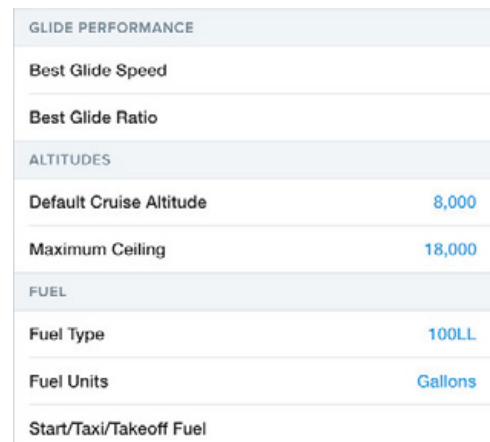 GLIDE PERFORMANCE
Best Glide Speed
Best Glide Ratio
ALTITUDES
Default Cruise Altitude 8,000
Maximum Ceiling 18,000
FUEL
Fuel Type 100LL
Fuel Units Gallons
Start/Taxi/Takeoff Fuel